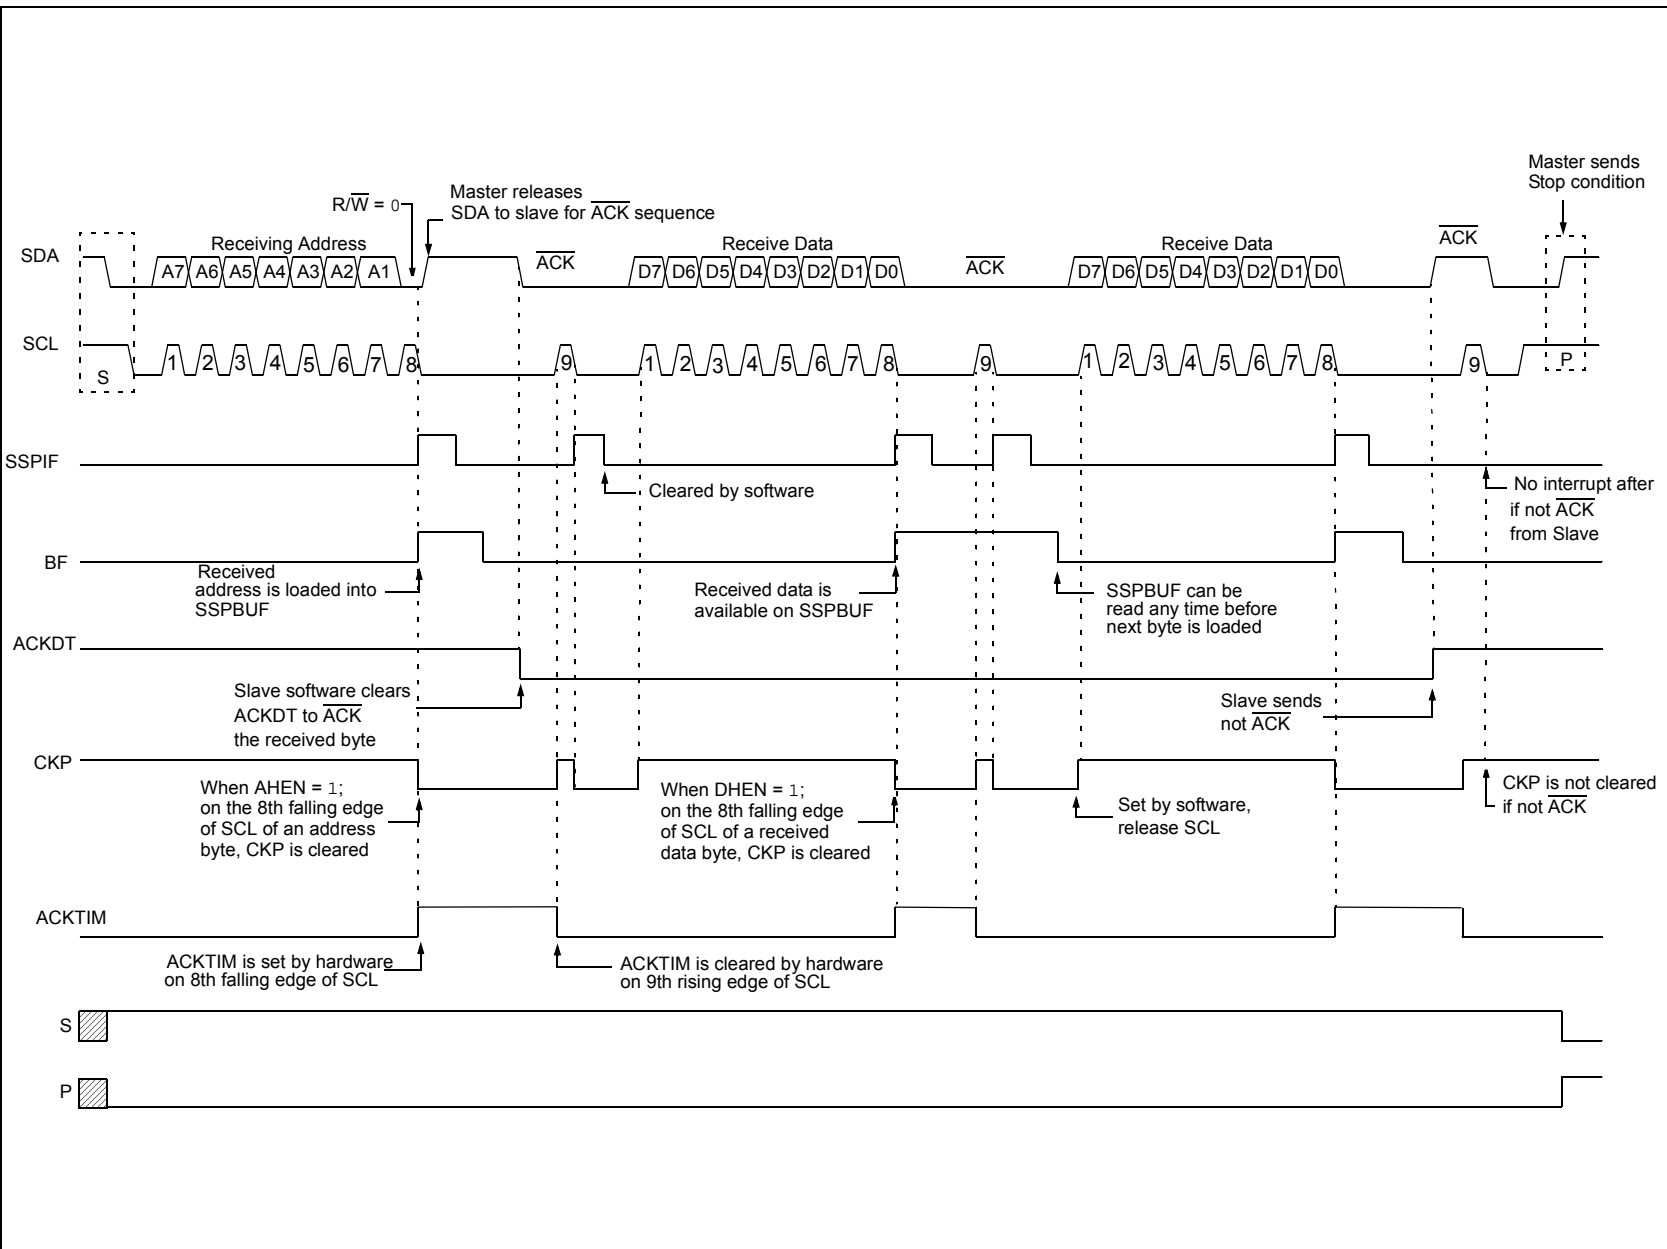 Master sends
Stop condition
R/W = 0
Master releases
SDA to slave for ACK sequence
SDA
Receiving Address
A7 A6 A5 A4 A3 A2 A1
ACK
Receive Data
D7 D6 D5 D4 D3 D2 D1 D0
ACK
Receive Data
D7 D6 D5 D4 D3 D2 D1 D0
ACK
SCL
S
1 2 3 4 5 6 7 8 9
1 2 3 4 5 6 7 8 9
1 2 3 4 5 6 7 8 9
P
SSPIF
Cleared by software
No interrupt after
if not ACK
from Slave
BF
Received
address is loaded into
SSPBUF
Received data is
available on SSPBUF
SSPBUF can be
read any time before
next byte is loaded
ACKDT
Slave software clears
ACKDT to ACK
the received byte
Slave sends
not ACK
CKP
When AHEN = 1;
on the 8th falling edge
of SCL of an address
byte, CKP is cleared
When DHEN = 1;
on the 8th falling edge
of SCL of a received
data byte, CKP is cleared
Set by software,
release SCL
CKP is not cleared
if not ACK
ACKTIM
ACKTIM is set by hardware
on 8th falling edge of SCL
ACKTIM is cleared by hardware
on 9th rising edge of SCL
S
P